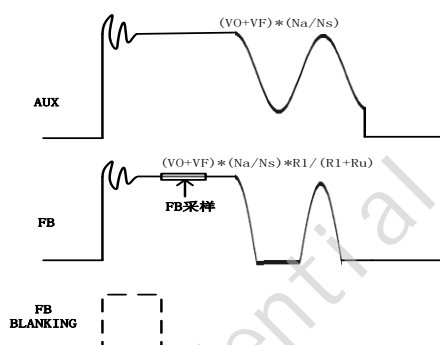 (VO+VF)*(Na/Ns)
AUX
(VO+VF)*(Na/Ns)*R1/(R1+Ru)
FB采样
FB
FB
BLANKING
ential